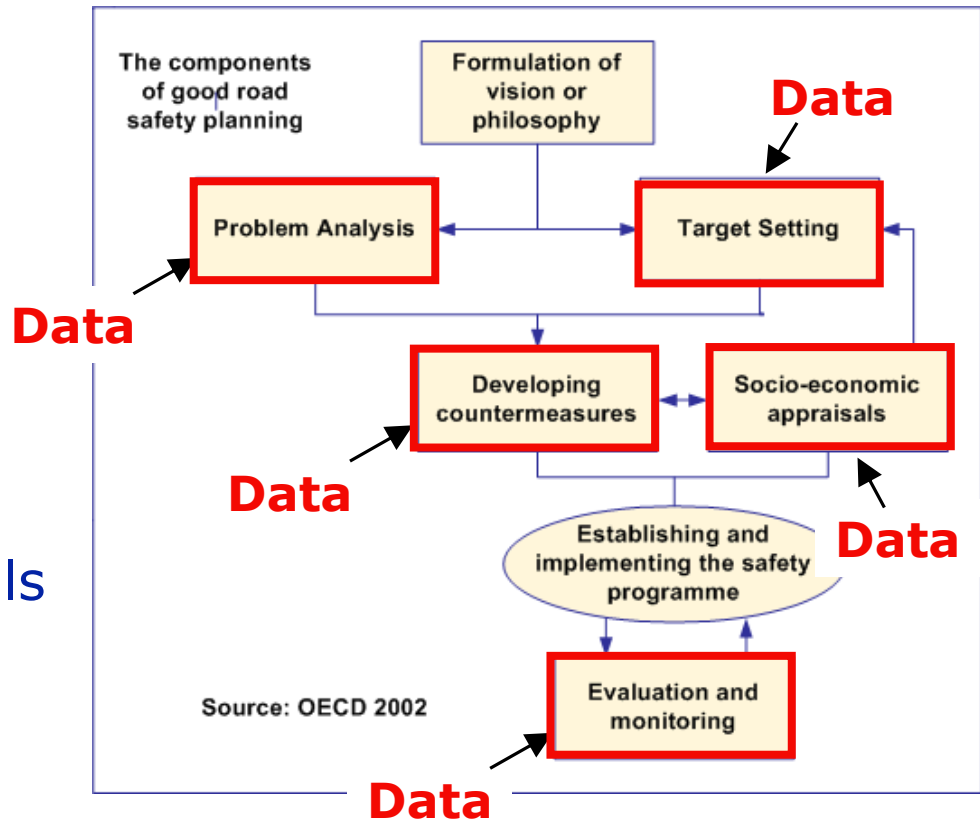 The components
of good road
safety planning
Formulation of
vision or
philosophy
Data
Problem Analysis
Target Setting
Data
Developing
countermeasures
Socio-economic
appraisals
Data
Data
Establishing and
implementing the safety
programme
ls
Evaluation and
monitoring
Source: OECD 2002
Data